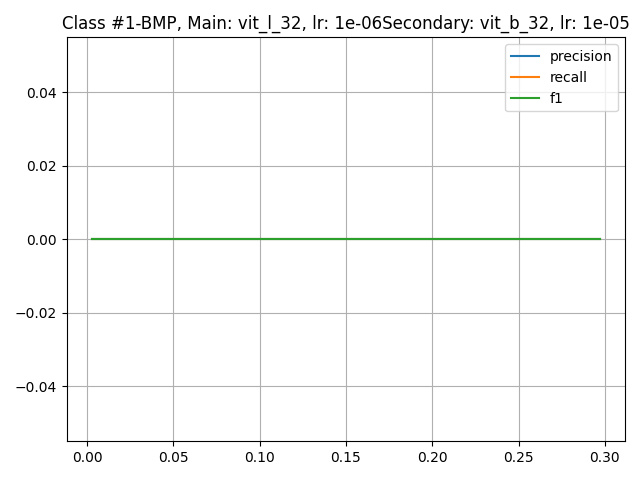 Class #1-BMP, Main: vit_l_32, lr: 1e-06Secondary: vit_b_32, lr: 1e-05
precision
recall
f1
0.04
0.02
0.00
−0.02
−0.04
0.00 0.05 0.10 0.15 0.20 0.25 0.30